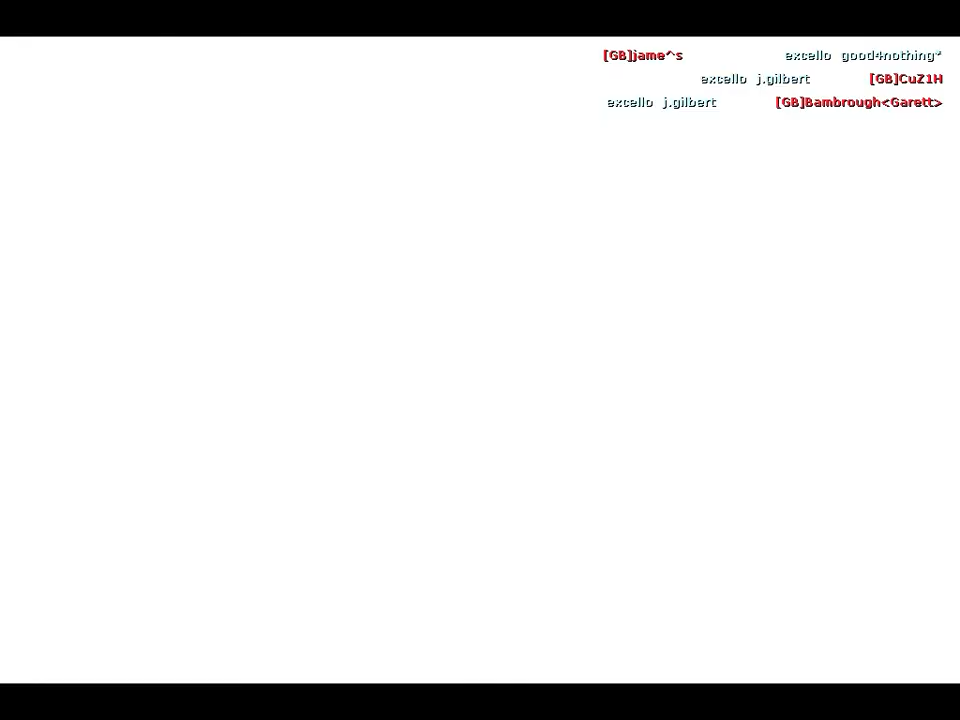 [GB]jame^s excello good4nothing*
excello j.gilbert [GB]CuZ1H
excello j.gilbert [GB]Bambrough<Garett>